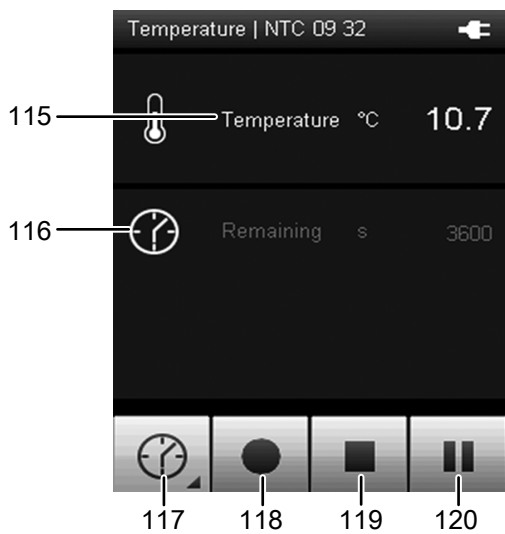 Temperature | NTC 09 32
115 Temperature °C 10.7
116 Remaining s 3600
117 118 119 120